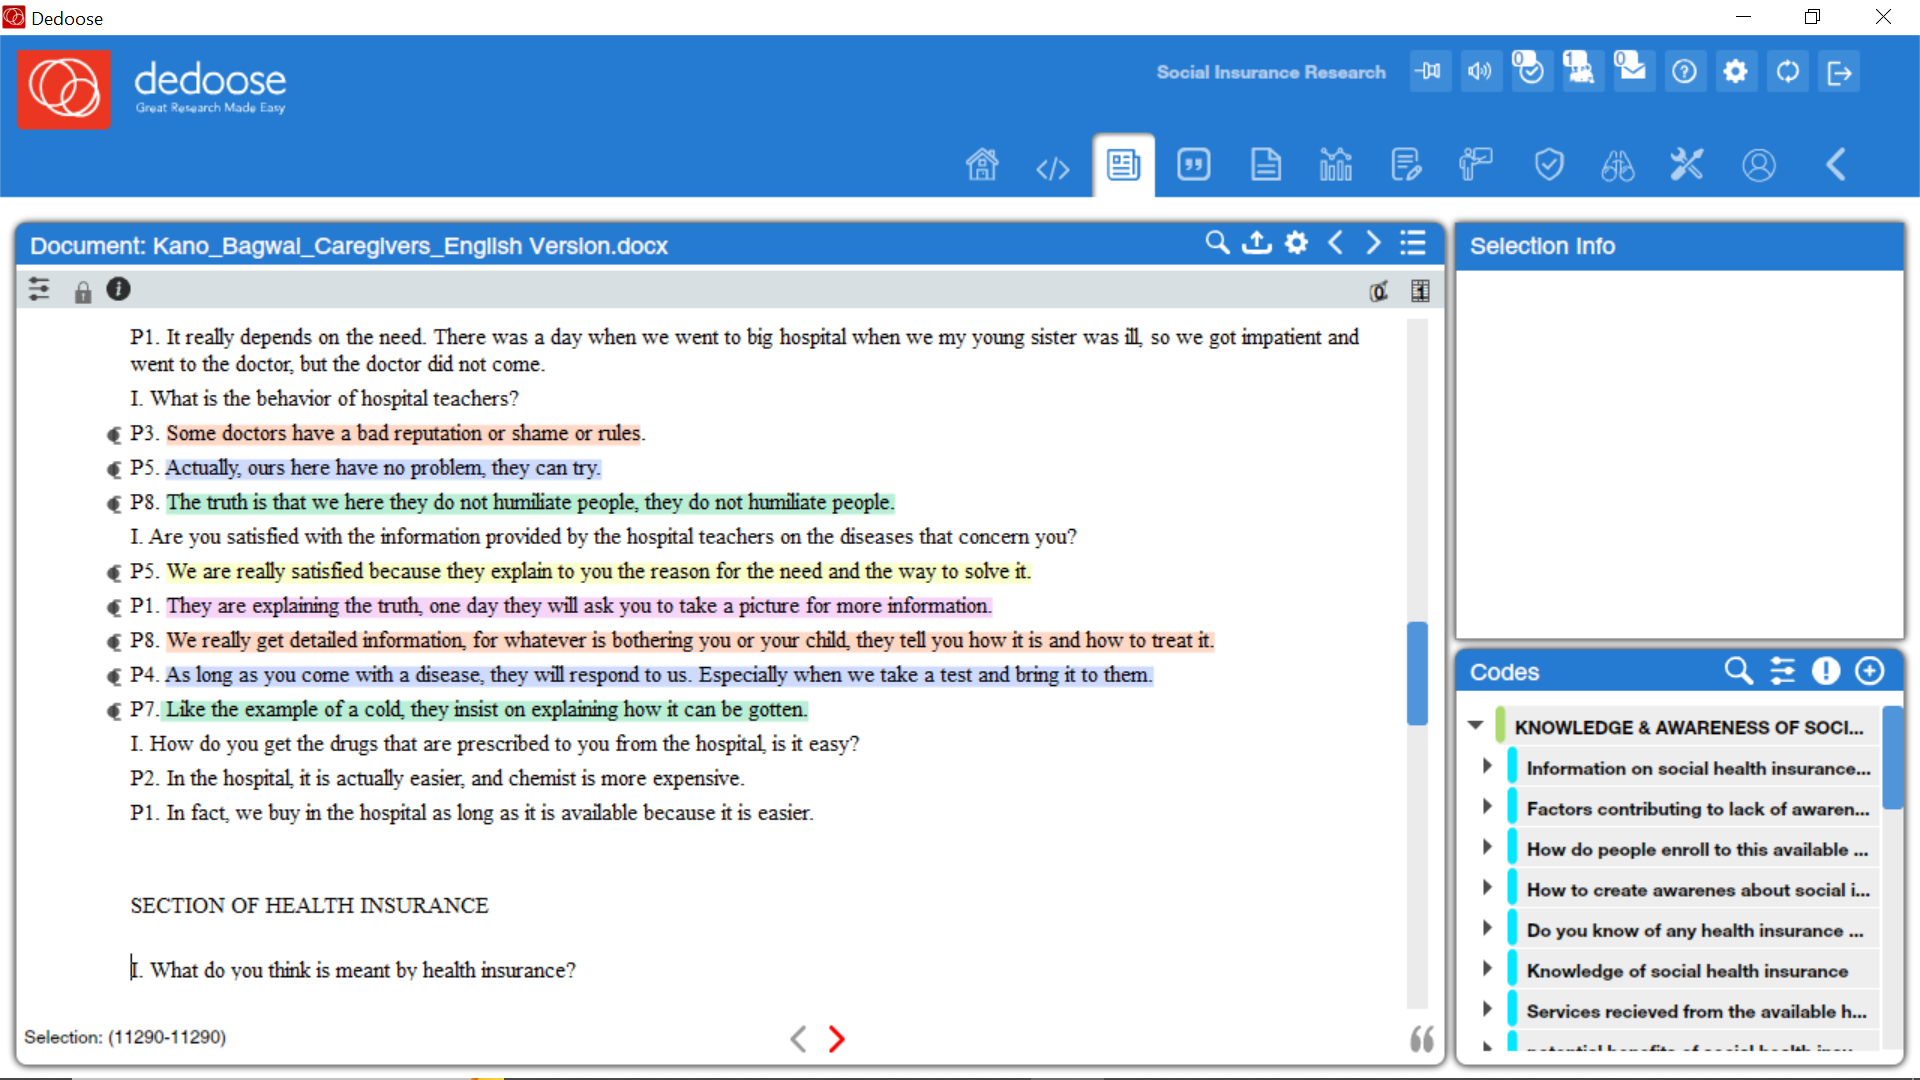 Dedoose
dedoose
Great Research Made Easy
Social Insurance Research
0
1
0
Document: Kano_Bagwai_Caregivers_English Version.docx
Selection Info
0
1
P1. It really depends on the need. There was a day when we went to big hospital when we my young sister was ill, so we got impatient and
went to the doctor, but the doctor did not come.
I. What is the behavior of hospital teachers?
P3. Some doctors have a bad reputation or shame or rules.
P5. Actually, ours here have no problem, they can try.
P8. The truth is that we here they do not humiliate people, they do not humiliate people.
I. Are you satisfied with the information provided by the hospital teachers on the diseases that concern you?
P5. We are really satisfied because they explain to you the reason for the need and the way to solve it.
P1. They are explaining the truth, one day they will ask you to take a picture for more information.
P8. We really get detailed information, for whatever is bothering you or your child, they tell you how it is and how to treat it.
P4. As long as you come with a disease, they will respond to us. Especially when we take a test and bring it to them.
P7. Like the example of a cold, they insist on explaining how it can be gotten.
I. How do you get the drugs that are prescribed to you from the hospital, is it easy?
P2. In the hospital, it is actually easier, and chemist is more expensive.
P1. In fact, we buy in the hospital as long as it is available because it is easier.
SECTION OF HEALTH INSURANCE
I. What do you think is meant by health insurance?
Selection: (11290-11290)
Codes
KNOWLEDGE & AWARENESS OF SOCI...
Information on social health insurance...
Factors contributing to lack of awaren...
How do people enroll to this available ...
How to create awarenes about social i...
Do you know of any health insurance ...
Knowledge of social health insurance
Services recieved from the available h...